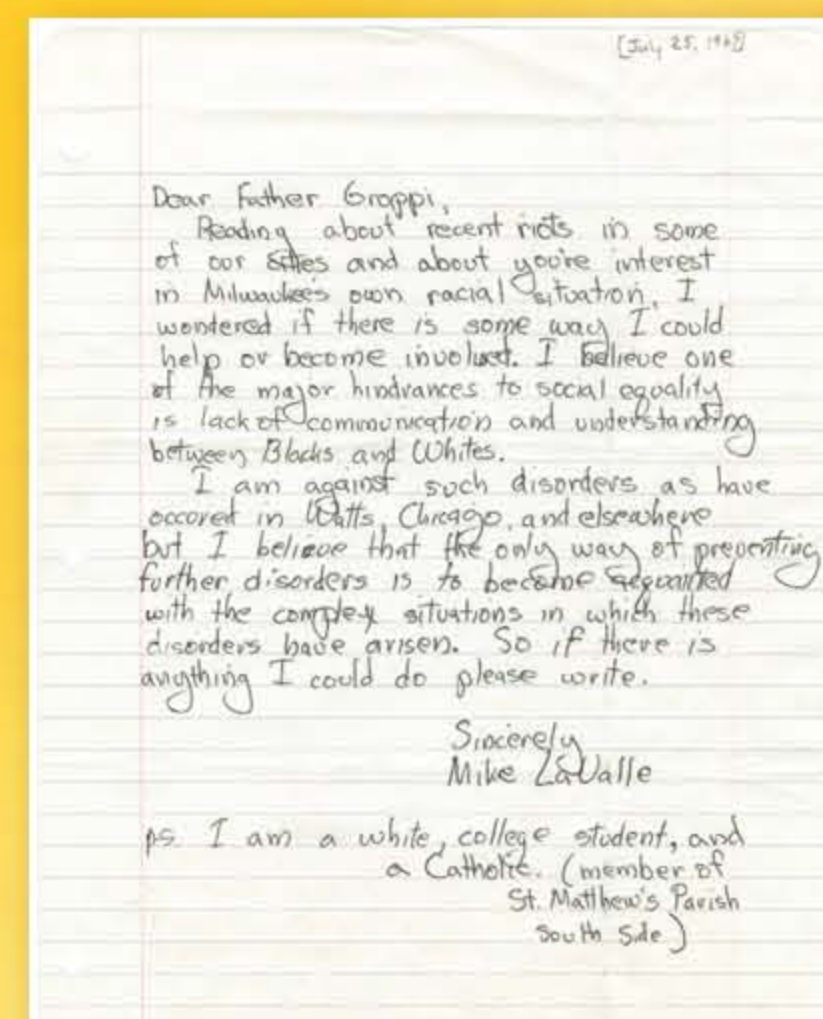 [July 25, 196
Dear Father Groppi,
Reading about recent riots in some
of our cities and about you're interest
in Milwaukee's own racial situation, I
wondered if there is some way I could
help or become involved. I believe one
of the major hindrances to social equality
is lack of communication and understanding
between Blacks and Whites.
I am against such disorders as have
occored in Watts, Chicago, and elsewhere
but I believe that the only way of preventing
further disorders is to become acquainted
with the complex situations in which these
disorders have arisen. So if there is
anything I could do please write.
Sincerely
Mike LaValle
ps. I am a white, college student, and
a Catholic. (member of
St. Matthew's Parish
South Side)